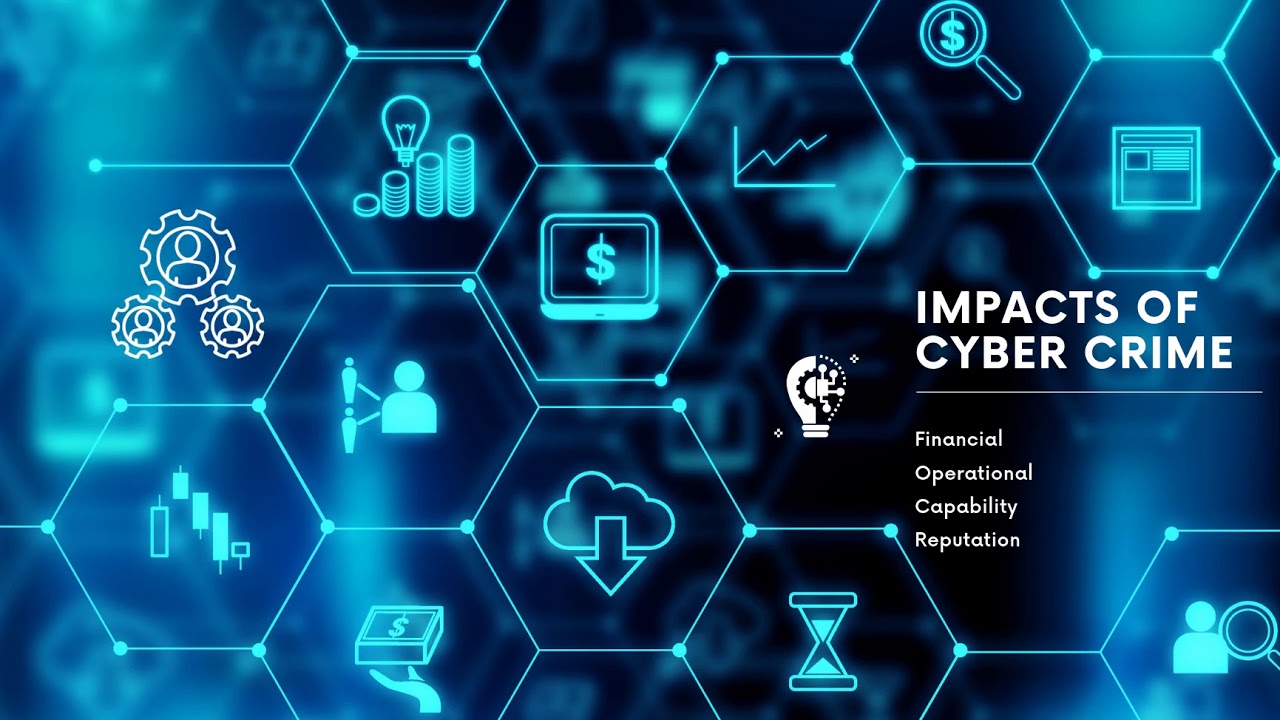 $
$
IMPACTS OF
CYBER CRIME
Financial
Operational
Capability
Reputation
$